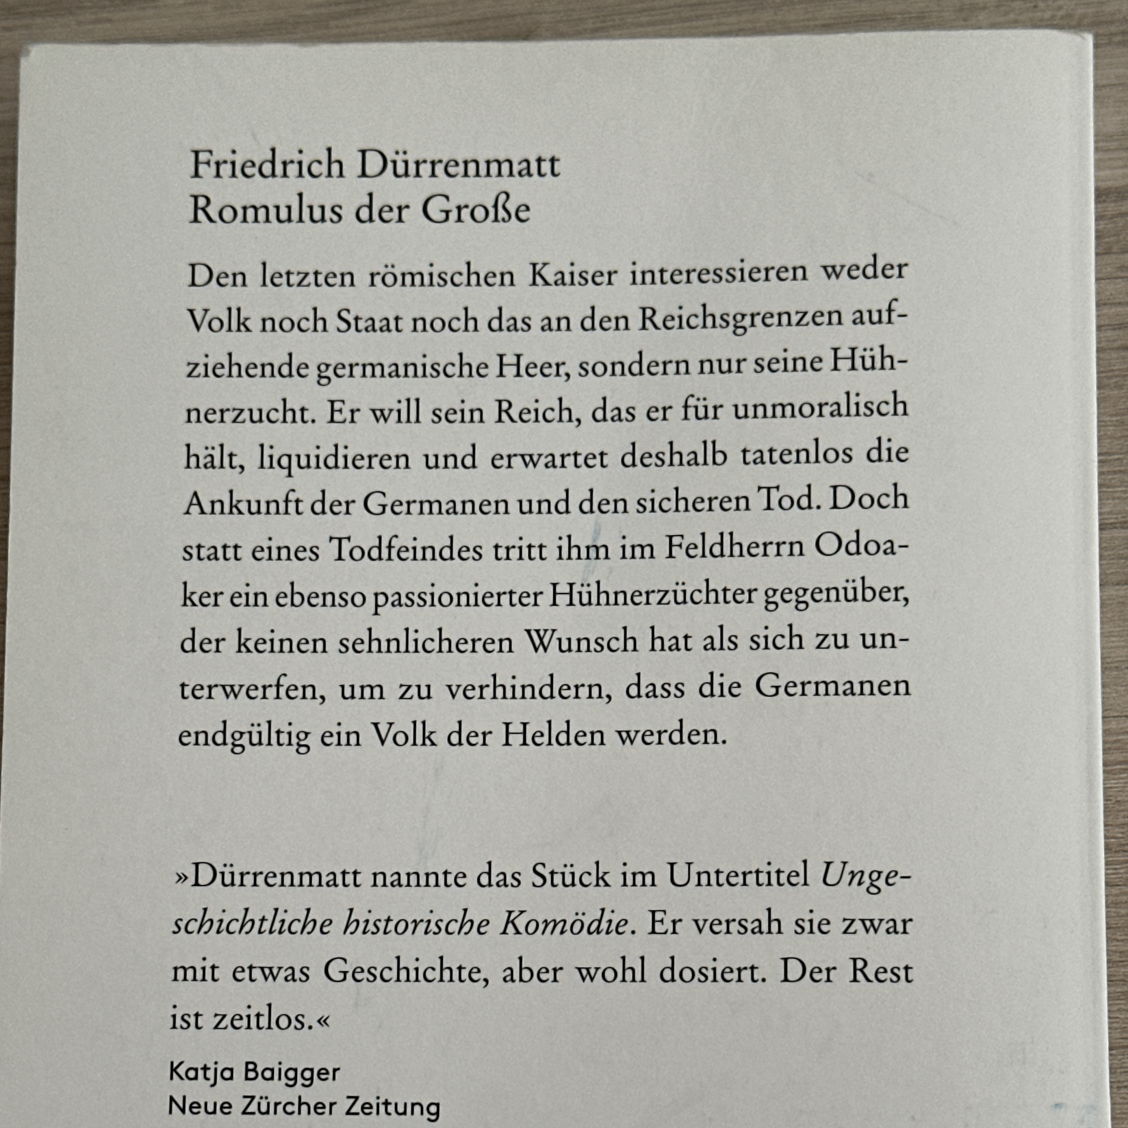 Friedrich Dürrenmatt
Romulus der Große
Den letzten römischen Kaiser interessieren weder
Volk noch Staat noch das an den Reichsgrenzen auf-
ziehende germanische Heer, sondern nur seine Hüh-
nerzucht. Er will sein Reich, das er für unmoralisch
hält, liquidieren und erwartet deshalb tatenlos die
Ankunft der Germanen und den sicheren Tod. Doch
statt eines Todfeindes tritt ihm im Feldherrn Odoa-
ker ein ebenso passionierter Hühnerzüchter gegenüber,
der keinen sehnlicheren Wunsch hat als sich zu un-
terwerfen, um zu verhindern, dass die Germanen
endgültig ein Volk der Helden werden.
»Dürrenmatt nannte das Stück im Untertitel Unge-
schichtliche historische Komödie. Er versah sie zwar
mit etwas Geschichte, aber wohl dosiert. Der Rest
ist zeitlos.«
Katja Baigger
Neue Zürcher Zeitung